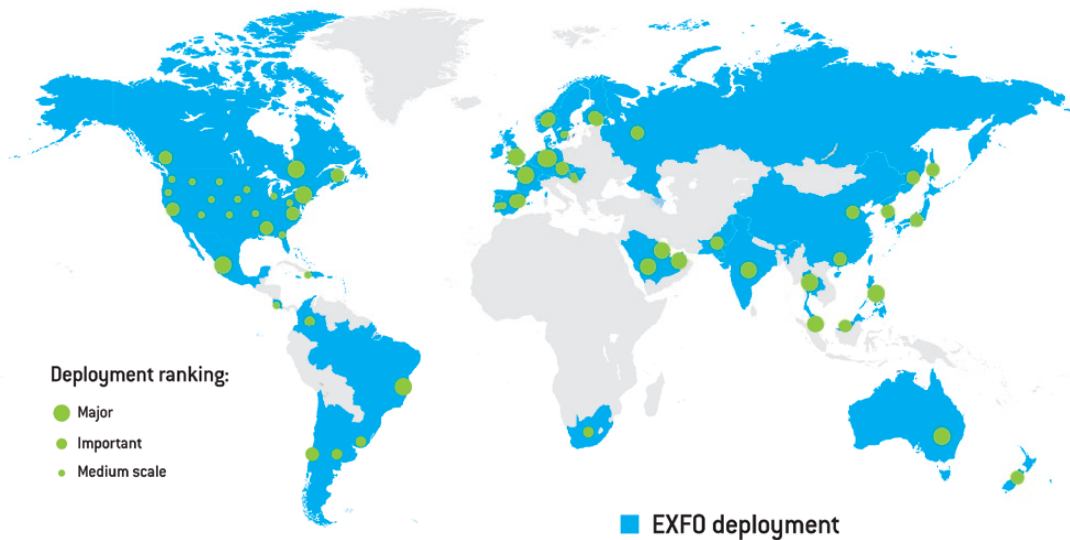 Deployment ranking:
Major
Important
Medium scale
EXFO deployment